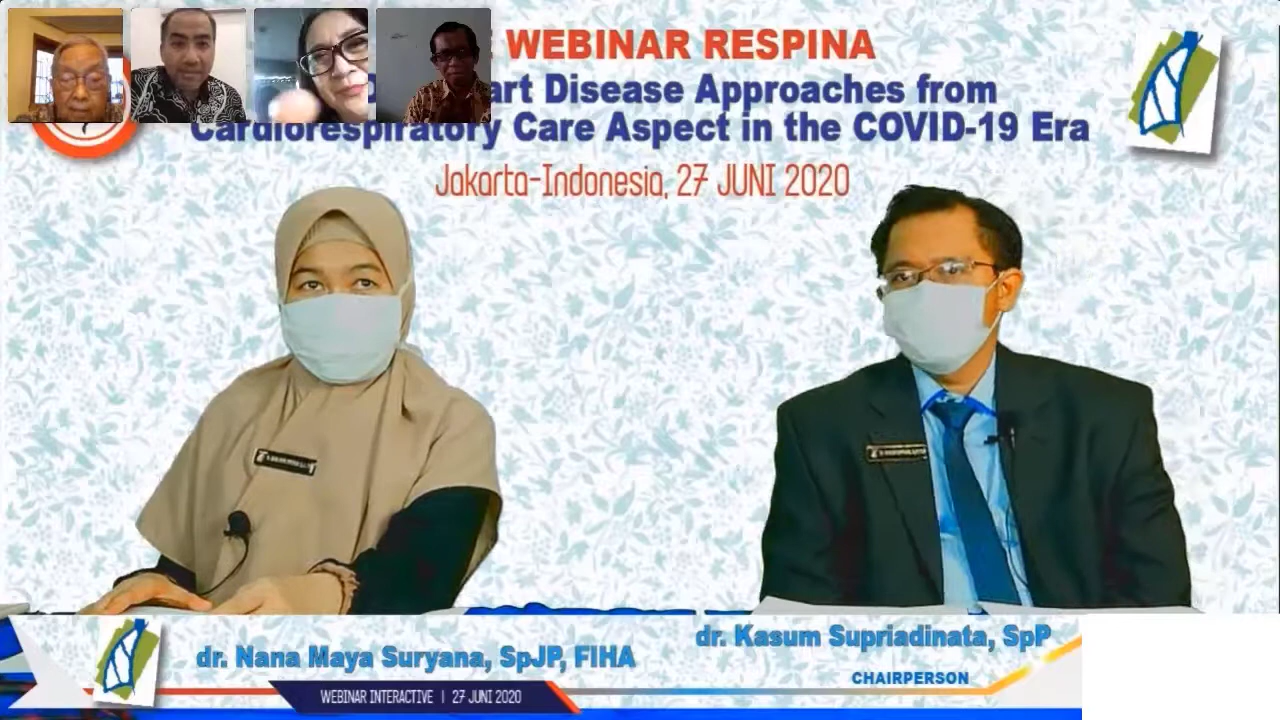 WEBINAR RESPINA
art Disease Approaches from
Cardiorespiratory Care Aspect in the COVID-19 Era
Jakarta-Indonesia, 27 JUNI 2020
dr. Nana Maya Suryana, SpJP, FIHA
dr. Kasum Supriadinata, SpP
CHAIRPERSON
WEBINAR INTERACTIVE | 27 JUNI 2020